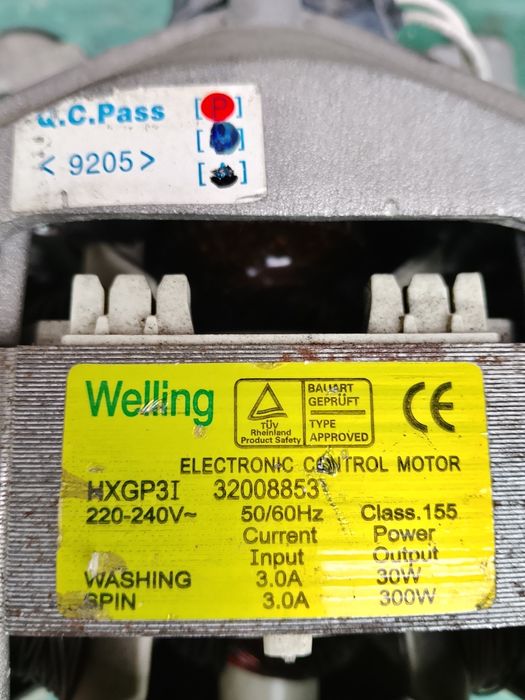 Q.C.Pass [P]
[ ]
< 9205 > [ ]
Welling
TÜV
Rheinland
Product Safety
BAUART
GEPRÜFT
TYPE
APPROVED
CE
ELECTRONIC CONTROL MOTOR
HXGP3I 32008853
220-240V~ 50/60Hz Class.155
Current Power
Input Output
WASHING 3.0A 30W
SPIN 3.0A 300W